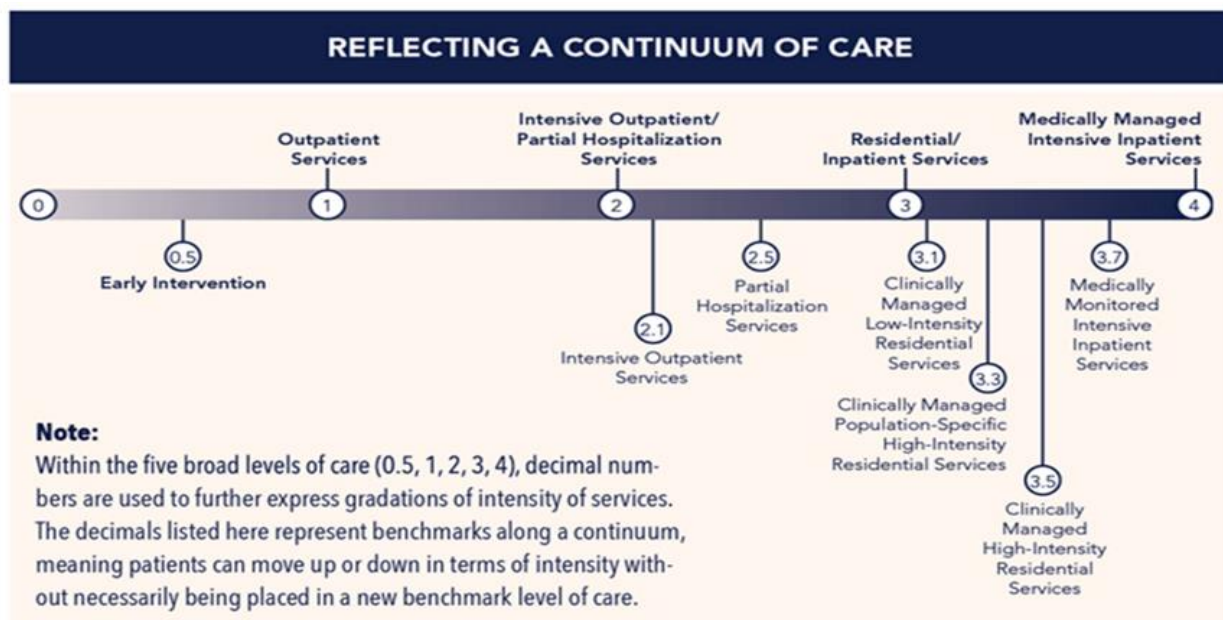 REFLECTING A CONTINUUM OF CARE
Outpatient
Services
Intensive Outpatient/
Partial Hospitalization
Services
Residential/
Inpatient Services
Medically Managed
Intensive Inpatient
Services
0
1
2
3
4
0.5
Early Intervention
2.1
Intensive Outpatient
Services
2.5
Partial
Hospitalization
Services
3.1
Clinically
Managed
Low-Intensity
Residential
Services
3.3
Clinically Managed
Population-Specific
High-Intensity
Residential Services
3.5
Clinically
Managed
High-Intensity
Residential
Services
3.7
Medically
Monitored
Intensive
Inpatient
Services
Note:
Within the five broad levels of care (0.5, 1, 2, 3, 4), decimal num-
bers are used to further express gradations of intensity of services.
The decimals listed here represent benchmarks along a continuum,
meaning patients can move up or down in terms of intensity with-
out necessarily being placed in a new benchmark level of care.